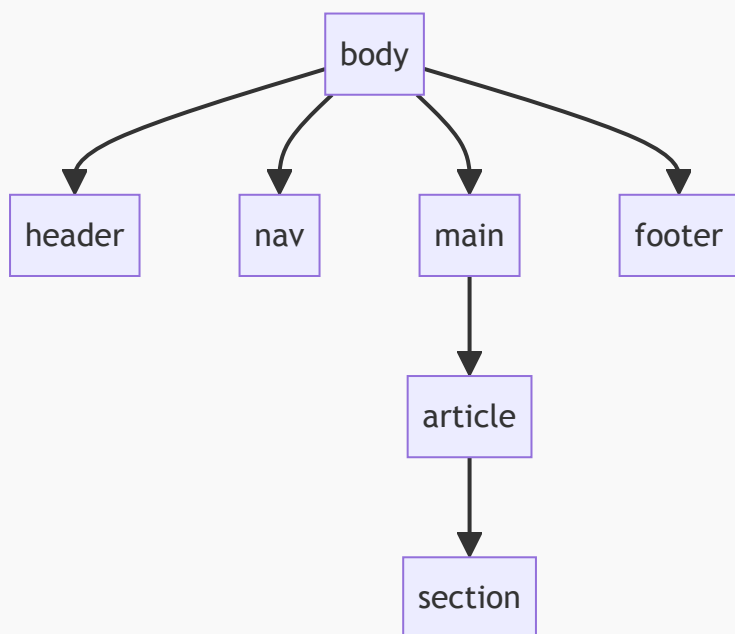 body
header
nav
main
footer
article
section